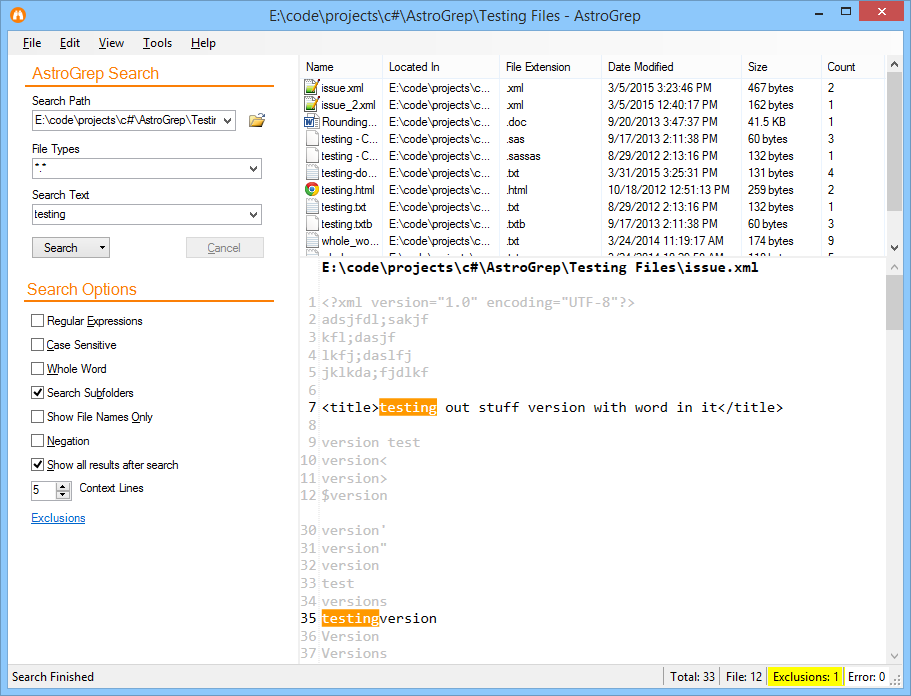 E:\code\projects\c#\AstroGrep\Testing Files - AstroGrep
File Edit View Tools Help
AstroGrep Search
Search Path
E:\code\projects\c#\AstroGrep\Testin
File Types
*.*
Search Text
testing
Search Cancel
Search Options
Regular Expressions
Case Sensitive
Whole Word
Search Subfolders
Show File Names Only
Negation
Show all results after search
5 Context Lines
Exclusions
Name Located In File Extension Date Modified Size Count
issue.xml E:\code\projects\c... .xml 3/5/2015 3:23:46 PM 467 bytes 2
issue_2.xml E:\code\projects\c... .xml 3/5/2015 12:40:17 PM 162 bytes 1
Rounding... E:\code\projects\c... .doc 9/20/2013 3:47:37 PM 41.5 KB 1
testing - C... E:\code\projects\c... .sas 9/17/2013 2:11:38 PM 60 bytes 3
testing - C... E:\code\projects\c... .sassas 8/29/2012 2:13:16 PM 132 bytes 1
testing-do... E:\code\projects\c... .txt 3/31/2015 3:25:31 PM 131 bytes 4
testing.html E:\code\projects\c... .html 10/18/2012 12:51:13 PM 259 bytes 2
testing.txt E:\code\projects\c... .txt 8/29/2012 2:13:16 PM 132 bytes 1
testing.txtb E:\code\projects\c... .txtb 9/17/2013 2:11:38 PM 60 bytes 3
whole_wo... E:\code\projects\c... .txt 3/24/2014 11:19:17 AM 174 bytes 9
E:\code\projects\c#\AstroGrep\Testing Files\issue.xml
1 <?xml version="1.0" encoding="UTF-8"?>
2 adsjfdl;sakjf
3 kfl;dasjf
4 lkfj;daslfj
5 jklkda;fjdlkf
6
7 <title>testing out stuff version with word in it</title>
8
9 version test
10 version<
11 version>
12 $version
30 version'
31 version"
32 version
33 test
34 versions
35 testingversion
36 Version
37 Versions
Search Finished Total: 33 File: 12 Exclusions: 1 Error: 0